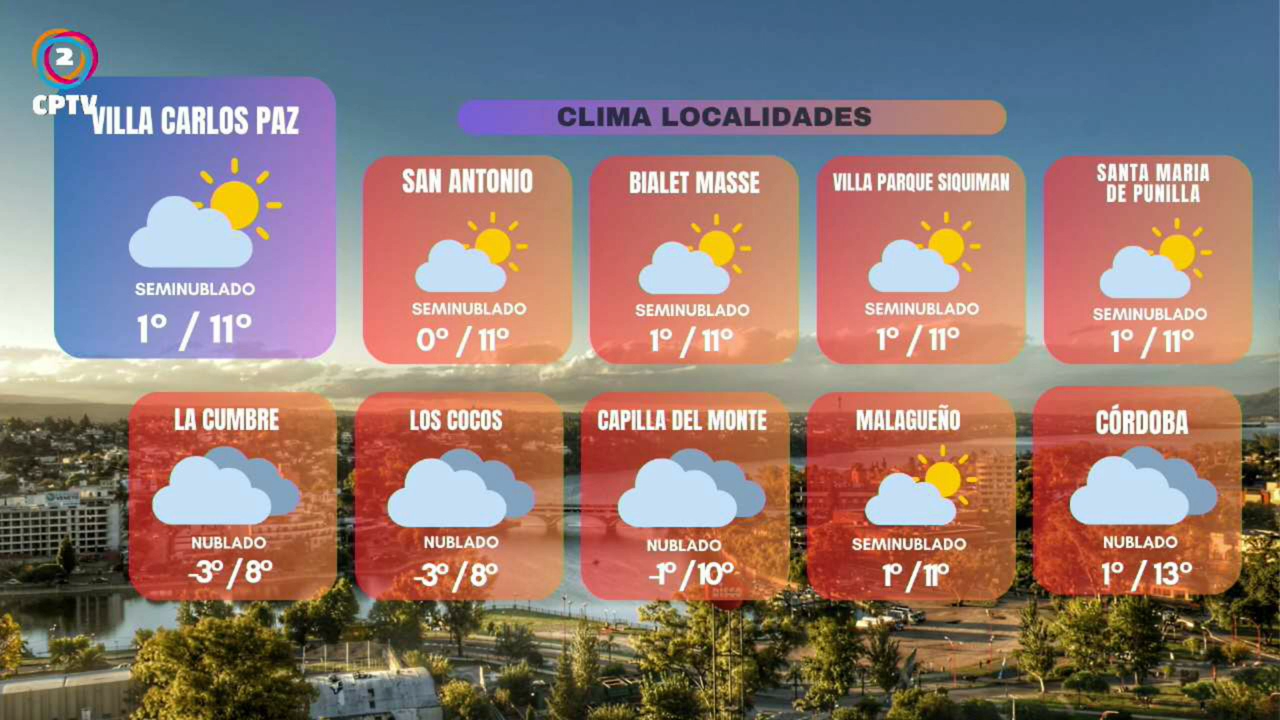 2
CPTV
VILLA CARLOS PAZ
SEMINUBLADO
1° / 11°
CLIMA LOCALIDADES
SAN ANTONIO
SEMINUBLADO
0° / 11°
BIALET MASSE
SEMINUBLADO
1° / 11°
VILLA PARQUE SIQUIMAN
SEMINUBLADO
1° / 11°
SANTA MARIA
DE PUNILLA
SEMINUBLADO
1° / 11°
LA CUMBRE
NUBLADO
-3° / 8°
LOS COCOS
NUBLADO
-3° / 8°
CAPILLA DEL MONTE
NUBLADO
-1° / 10°
MALAGUEÑO
SEMINUBLADO
1° / 11°
CÓRDOBA
NUBLADO
1° / 13°